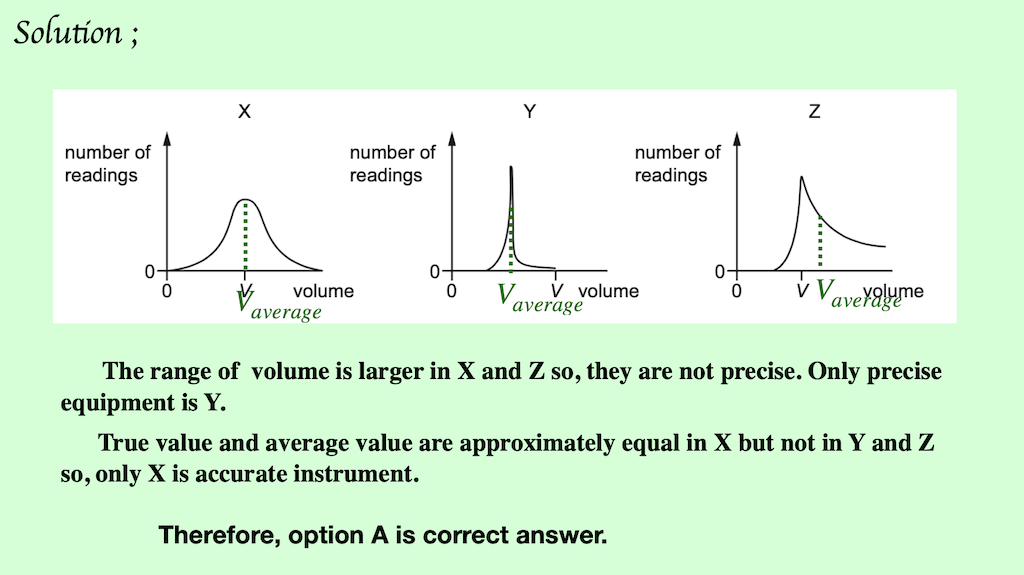 Solution ;
X
Y
Z
number of
readings
number of
readings
number of
readings
0
0
0
0
V
volume
0
V
volume
0
V
volume
V average
V average
V average
The range of volume is larger in X and Z so, they are not precise. Only precise
equipment is Y.
True value and average value are approximately equal in X but not in Y and Z
so, only X is accurate instrument.
Therefore, option A is correct answer.